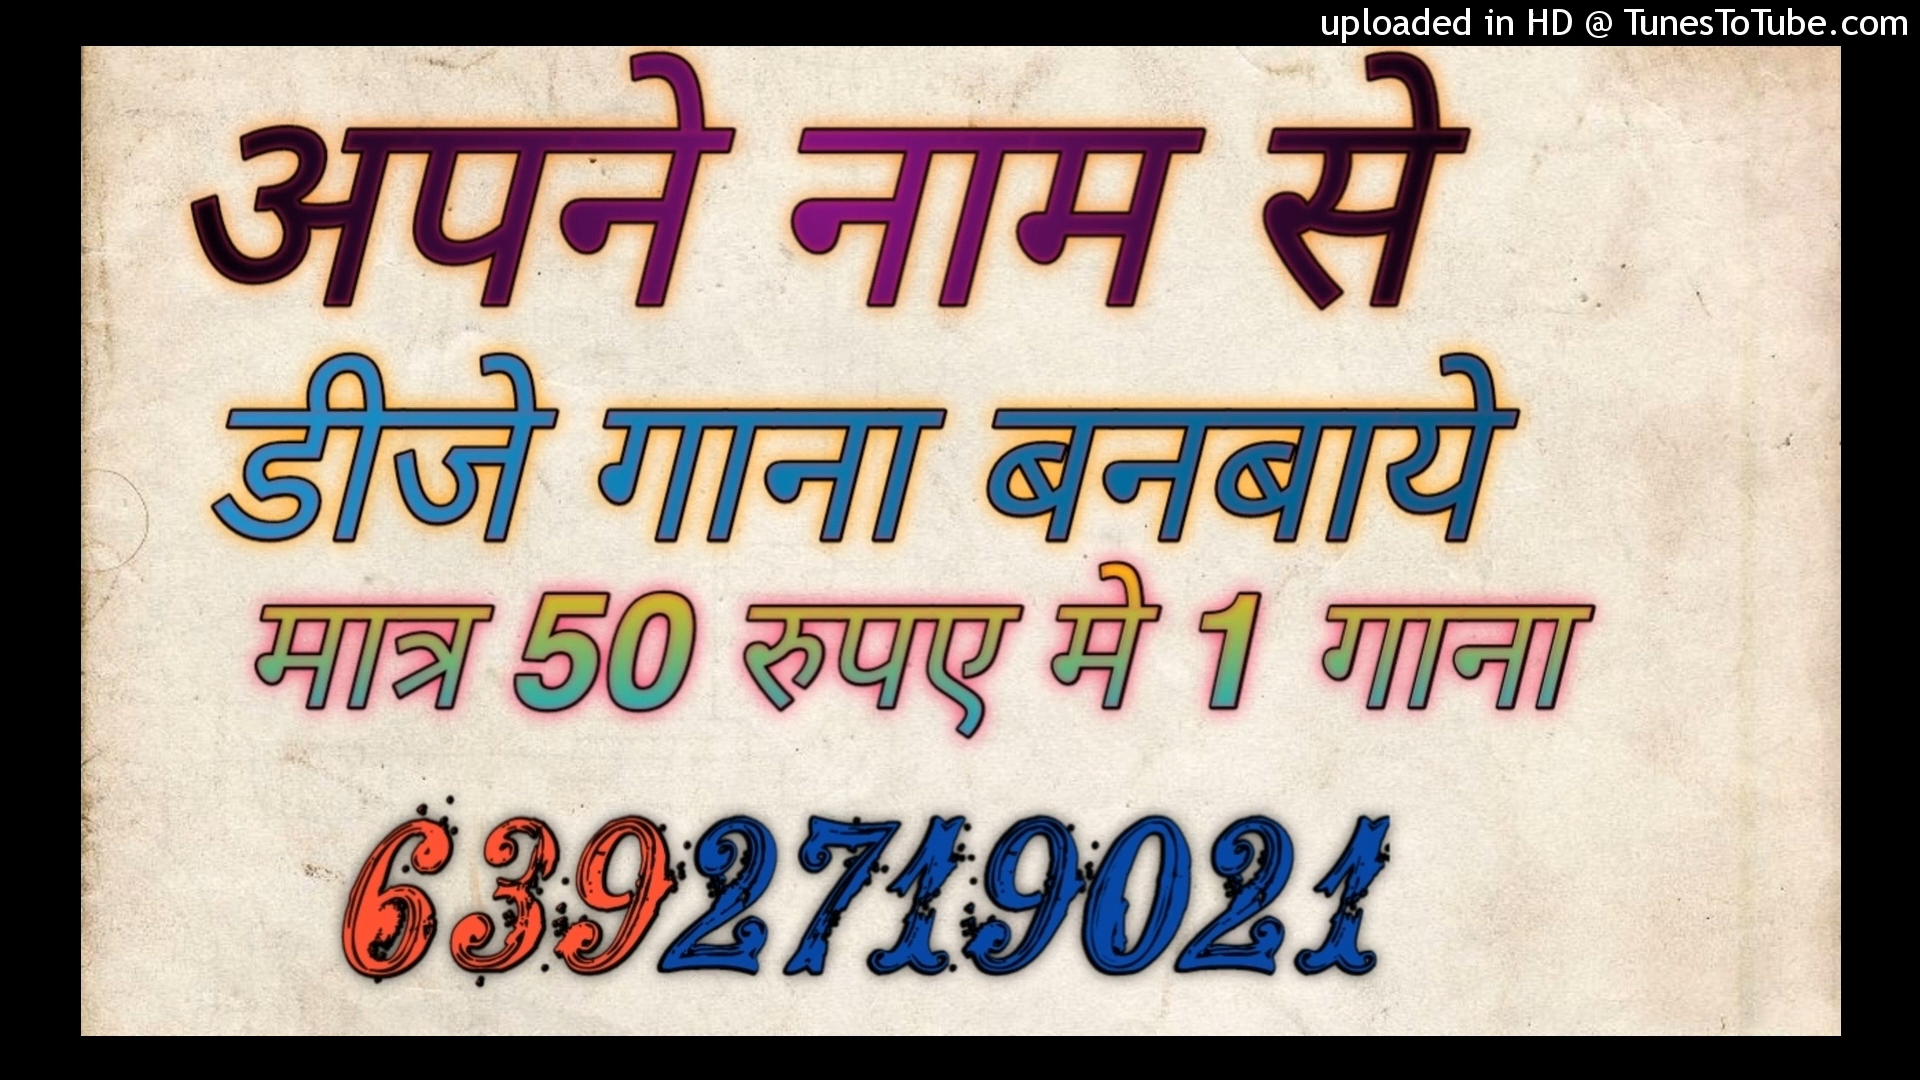 uploaded in HD @ TunesToTube.com
अपने नाम से
डीजे गाना बनबाये
मात्र 50 रुपए मे 1 गाना
6392719021